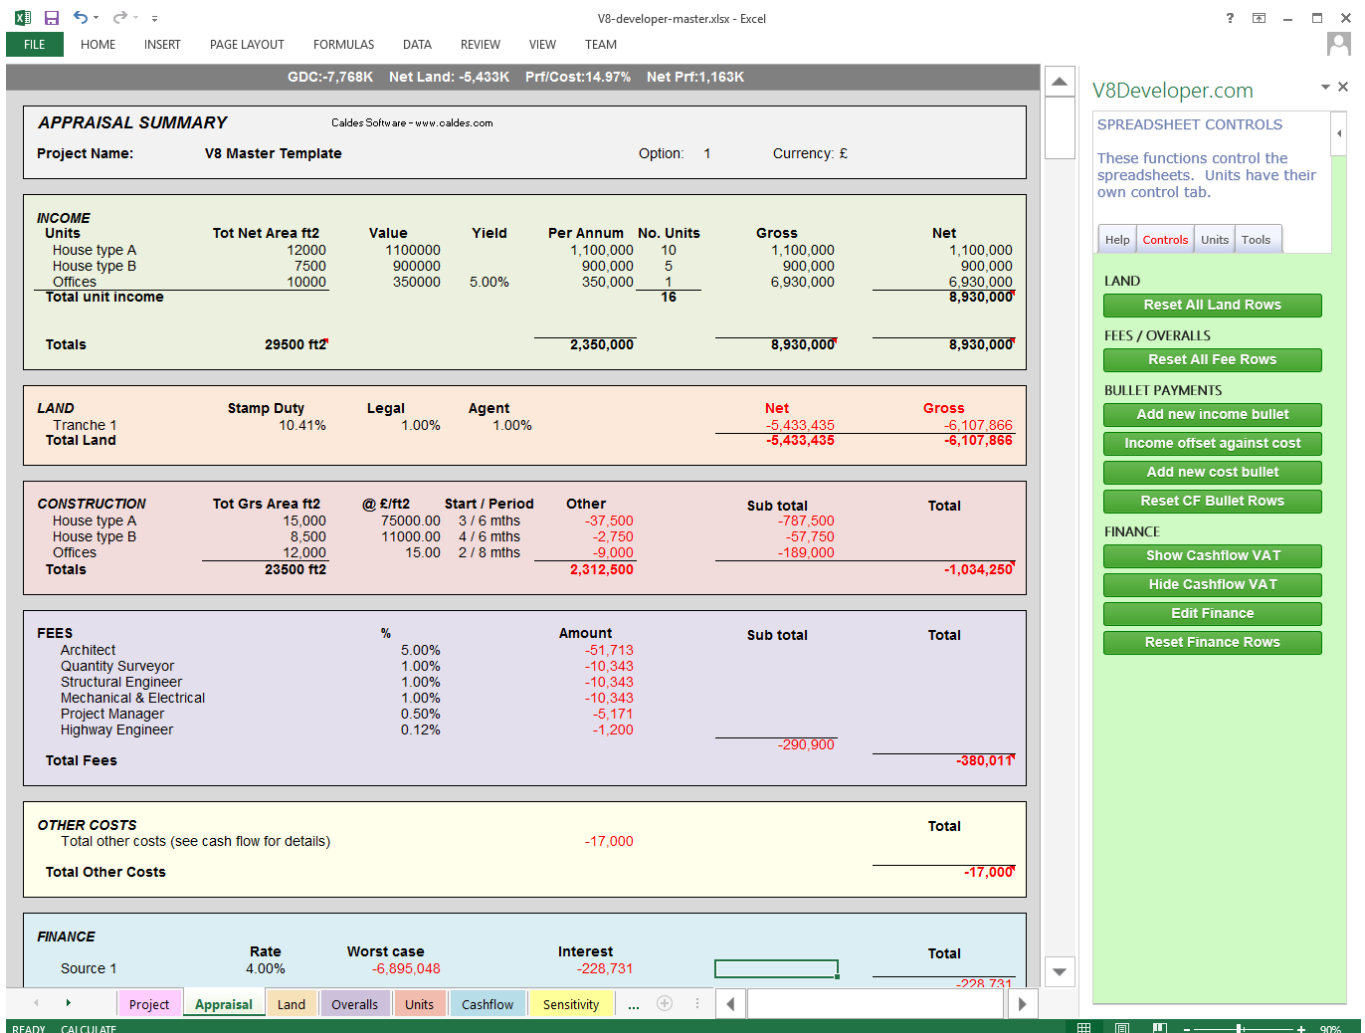 V8-developer-master.xlsx - Excel
FILE HOME INSERT PAGE LAYOUT FORMULAS DATA REVIEW VIEW TEAM
GDC:-7,768K Net Land: -5,433K Prf/Cost:14.97% Net Prf:1,163K
APPRAISAL SUMMARY Caldes Software - www.caldes.com
Project Name: V8 Master Template Option: 1 Currency: £
INCOME
Units Tot Net Area ft2 Value Yield Per Annum No. Units Gross Net
House type A 12000 1100000 1,100,000 10 1,100,000 1,100,000
House type B 7500 900000 900,000 5 900,000 900,000
Offices 10000 350000 5.00% 350,000 1 6,930,000 6,930,000
Total unit income 16 8,930,000
Totals 29500 ft2 2,350,000 8,930,000 8,930,000
LAND Stamp Duty Legal Agent Net Gross
Tranche 1 10.41% 1.00% 1.00% -5,433,435 -6,107,866
Total Land -5,433,435 -6,107,866
CONSTRUCTION Tot Grs Area ft2 @ £/ft2 Start / Period Other Sub total Total
House type A 15,000 75000.00 3 / 6 mths -37,500 -787,500
House type B 8,500 11000.00 4 / 6 mths -2,750 -57,750
Offices 12,000 15.00 2 / 8 mths -9,000 -189,000
Totals 23500 ft2 2,312,500 -1,034,250
FEES % Amount Sub total Total
Architect 5.00% -51,713
Quantity Surveyor 1.00% -10,343
Structural Engineer 1.00% -10,343
Mechanical & Electrical 1.00% -10,343
Project Manager 0.50% -5,171
Highway Engineer 0.12% -1,200
-290,900
Total Fees -380,011
OTHER COSTS Total
Total other costs (see cash flow for details) -17,000
Total Other Costs -17,000
FINANCE
Rate Worst case Interest Total
Source 1 4.00% -6,895,048 -228,731
-228,731
Project Appraisal Land Overalls Units Cashflow Sensitivity ...
READY CALCULATE 90%
V8Developer.com
SPREADSHEET CONTROLS
These functions control the
spreadsheets. Units have their
own control tab.
Help Controls Units Tools
LAND
Reset All Land Rows
FEES / OVERALLS
Reset All Fee Rows
BULLET PAYMENTS
Add new income bullet
Income offset against cost
Add new cost bullet
Reset CF Bullet Rows
FINANCE
Show Cashflow VAT
Hide Cashflow VAT
Edit Finance
Reset Finance Rows